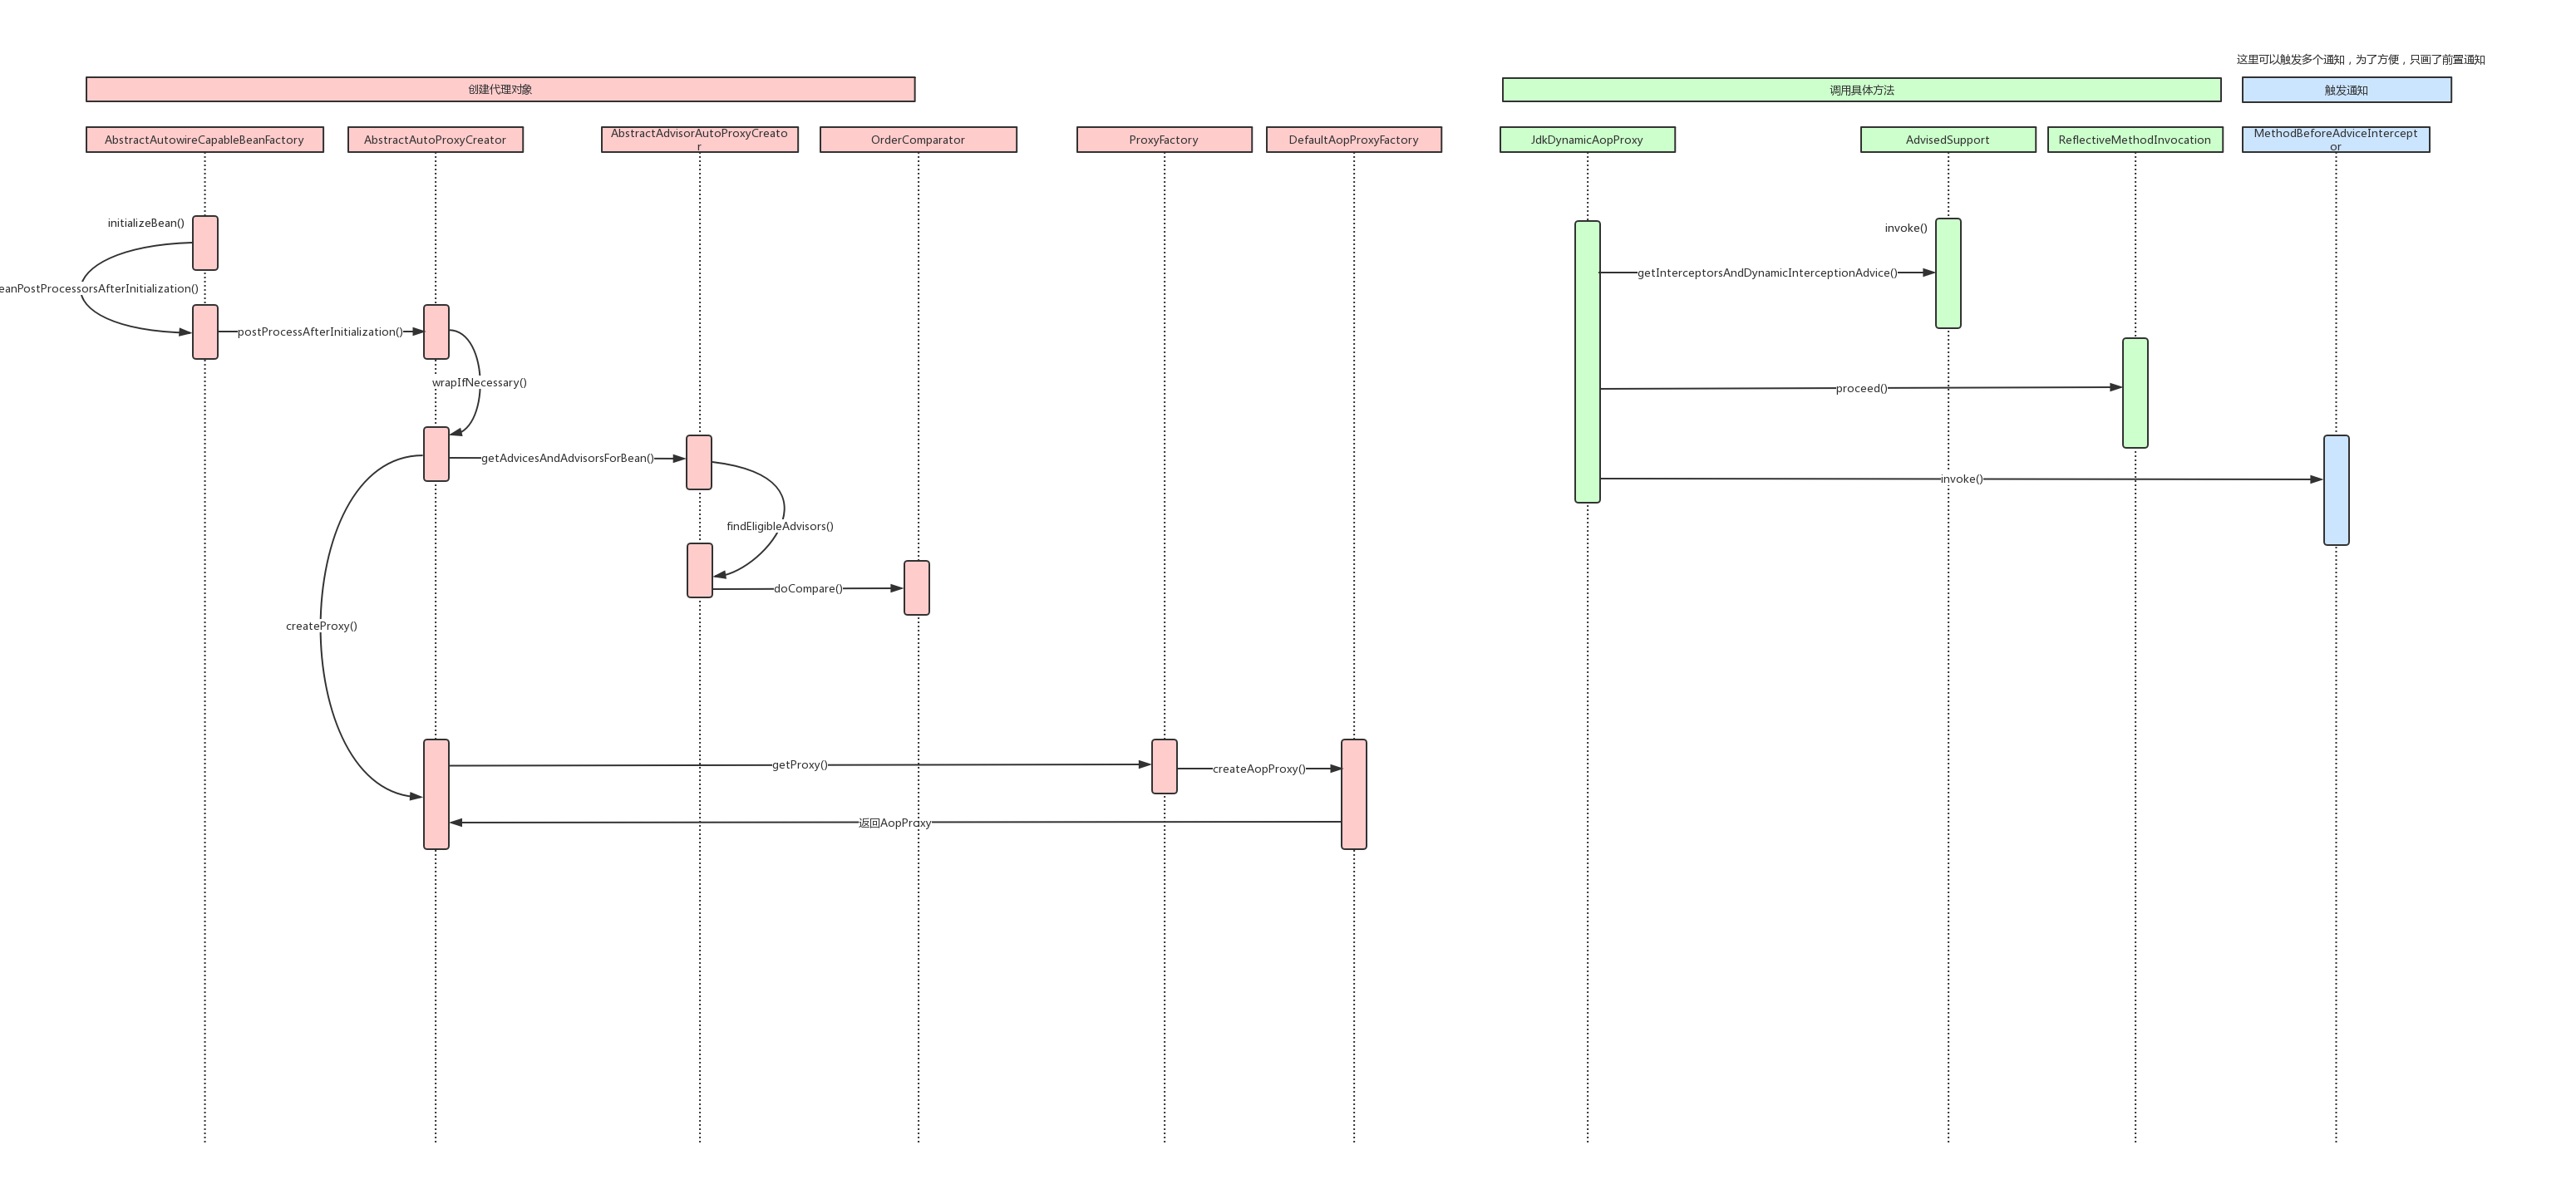 这里可以触发多个通知，为了方便，只画了前置通知
创建代理对象
调用具体方法
触发通知
AbstractAutowireCapableBeanFactory
AbstractAutoProxyCreator
AbstractAdvisorAutoProxyCreato
r
OrderComparator
ProxyFactory
DefaultAopProxyFactory
JdkDynamicAopProxy
AdvisedSupport
ReflectiveMethodInvocation
MethodBeforeAdviceIntercept
or
initializeBean()
eanPostProcessorsAfterInitialization()
postProcessAfterInitialization()
wrapIfNecessary()
getAdvicesAndAdvisorsForBean()
findEligibleAdvisors()
doCompare()
createProxy()
getProxy()
createAopProxy()
返回AopProxy
invoke()
getInterceptorsAndDynamicInterceptionAdvice()
proceed()
invoke()